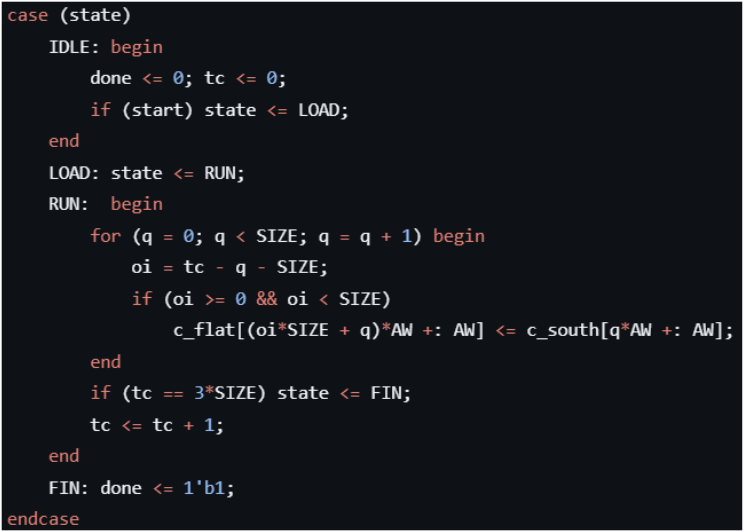 case (state)
    IDLE: begin
        done <= 0; tc <= 0;
        if (start) state <= LOAD;
    end
    LOAD: state <= RUN;
    RUN:  begin
        for (q = 0; q < SIZE; q = q + 1) begin
            oi = tc - q - SIZE;
            if (oi >= 0 && oi < SIZE)
                c_flat[(oi*SIZE + q)*AW +: AW] <= c_south[q*AW +: AW];
        end
        if (tc == 3*SIZE) state <= FIN;
        tc <= tc + 1;
    end
    FIN: done <= 1'b1;
endcase